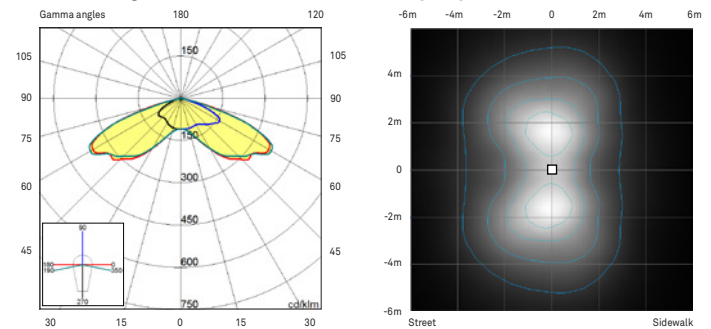 Gamma angles 180 120
-6m -4m -2m 0 2m 4m 6m
105 150 105
90 90
150
75 75
300
60 60
450
45 45
600
750
cd/klm
90
180 0
190 350
270
30 15 0 15 30
4m
2m
0
-2m
-4m
-6m
Street Sidewalk